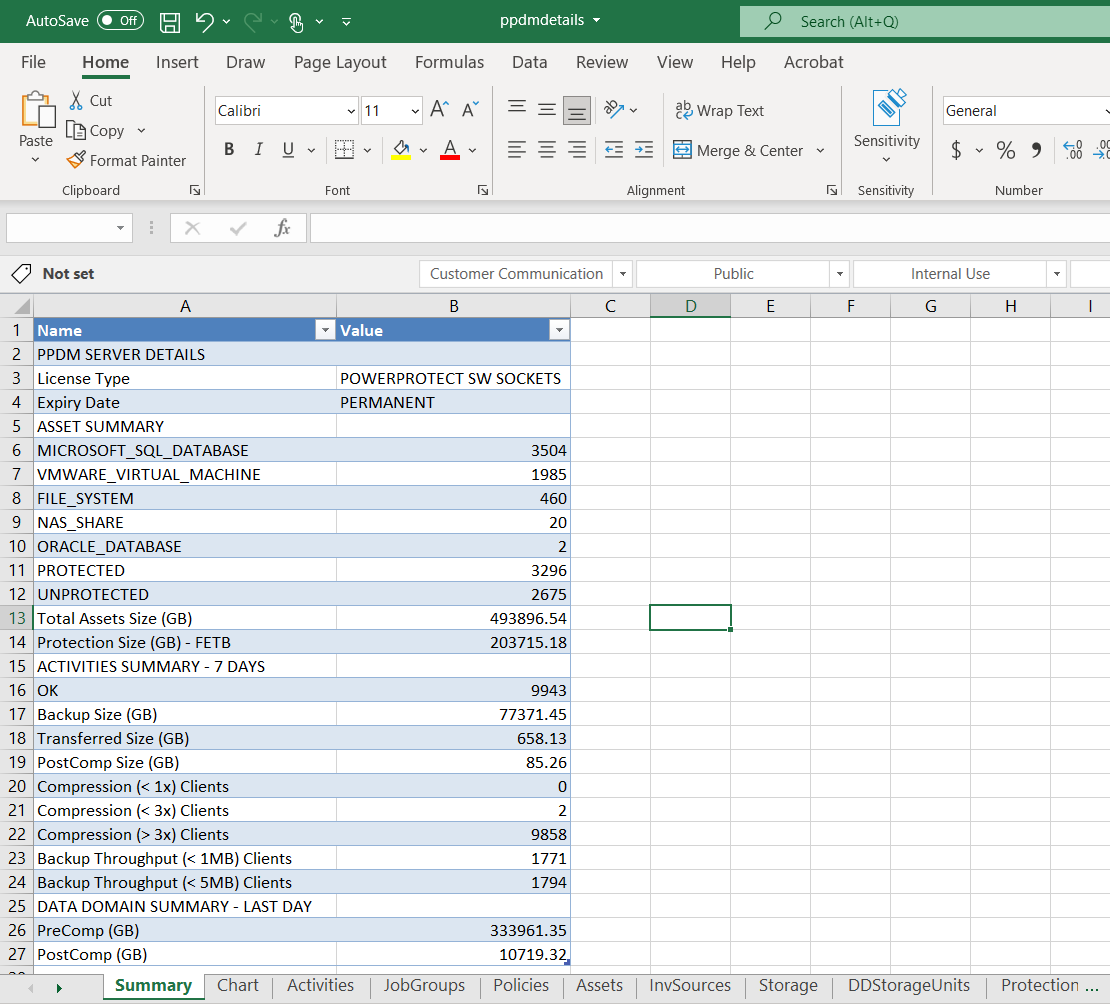 AutoSave Off ppdmdetails Search (Alt+Q)
File Home Insert Draw Page Layout Formulas Data Review View Help Acrobat
Paste
Cut
Copy
Format Painter
Clipboard
Calibri 11 A A
B I U A
Font
ab Wrap Text
Merge & Center
Alignment
Sensitivity
Sensitivity
General
$ % 9 .00
Number
fx
Not set Customer Communication Public Internal Use
A B C D E F G H I
1 Name Value
2 PPDM SERVER DETAILS
3 License Type POWERPROTECT SW SOCKETS
4 Expiry Date PERMANENT
5 ASSET SUMMARY
6 MICROSOFT_SQL_DATABASE 3504
7 VMWARE_VIRTUAL_MACHINE 1985
8 FILE_SYSTEM 460
9 NAS_SHARE 20
10 ORACLE_DATABASE 2
11 PROTECTED 3296
12 UNPROTECTED 2675
13 Total Assets Size (GB) 493896.54
14 Protection Size (GB) - FETB 203715.18
15 ACTIVITIES SUMMARY - 7 DAYS
16 OK 9943
17 Backup Size (GB) 77371.45
18 Transferred Size (GB) 658.13
19 PostComp Size (GB) 85.26
20 Compression (< 1x) Clients 0
21 Compression (< 3x) Clients 2
22 Compression (> 3x) Clients 9858
23 Backup Throughput (< 1MB) Clients 1771
24 Backup Throughput (< 5MB) Clients 1794
25 DATA DOMAIN SUMMARY - LAST DAY
26 PreComp (GB) 333961.35
27 PostComp (GB) 10719.32
Summary Chart Activities JobGroups Policies Assets InvSources Storage DDStorageUnits Protection ...